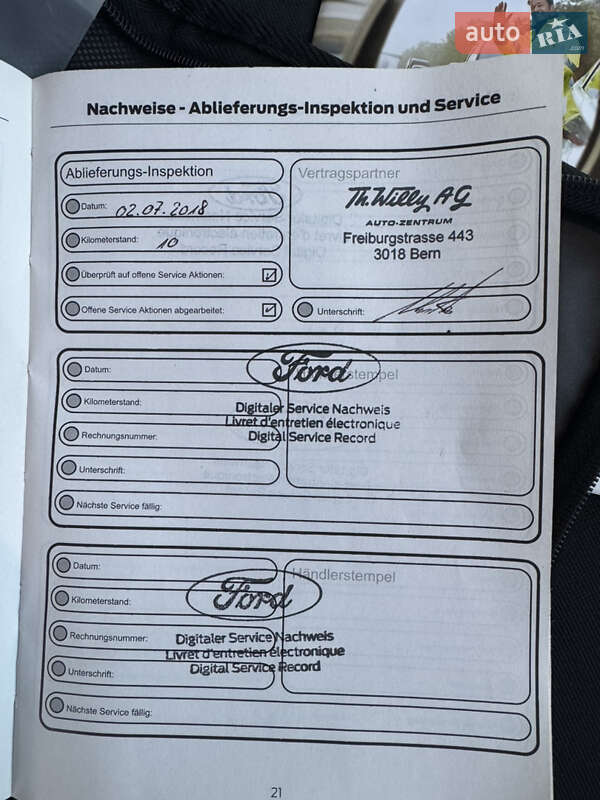 auto RIA.com
Nachweise - Ablieferungs-Inspektion und Service
Ablieferungs-Inspektion
Datum: 02.07.2018
Kilometerstand: 10
Überprüft auf offene Service Aktionen:
Offene Service Aktionen abgearbeitet:
Vertragspartner
Th. Willy AG
AUTO-ZENTRUM
Freiburgstrasse 443
3018 Bern
Unterschrift:
Datum:
Kilometerstand:
Rechnungsnummer:
Unterschrift:
Nächste Service fällig:
Ford
stempel
Digitaler Service Nachweis
Livret d'entretien électronique
Digital Service Record
Datum:
Kilometerstand:
Rechnungsnummer:
Unterschrift:
Nächste Service fällig:
Händlerstempel
Ford
Digitaler Service Nachweis
Livret d'entretien électronique
Digital Service Record
21